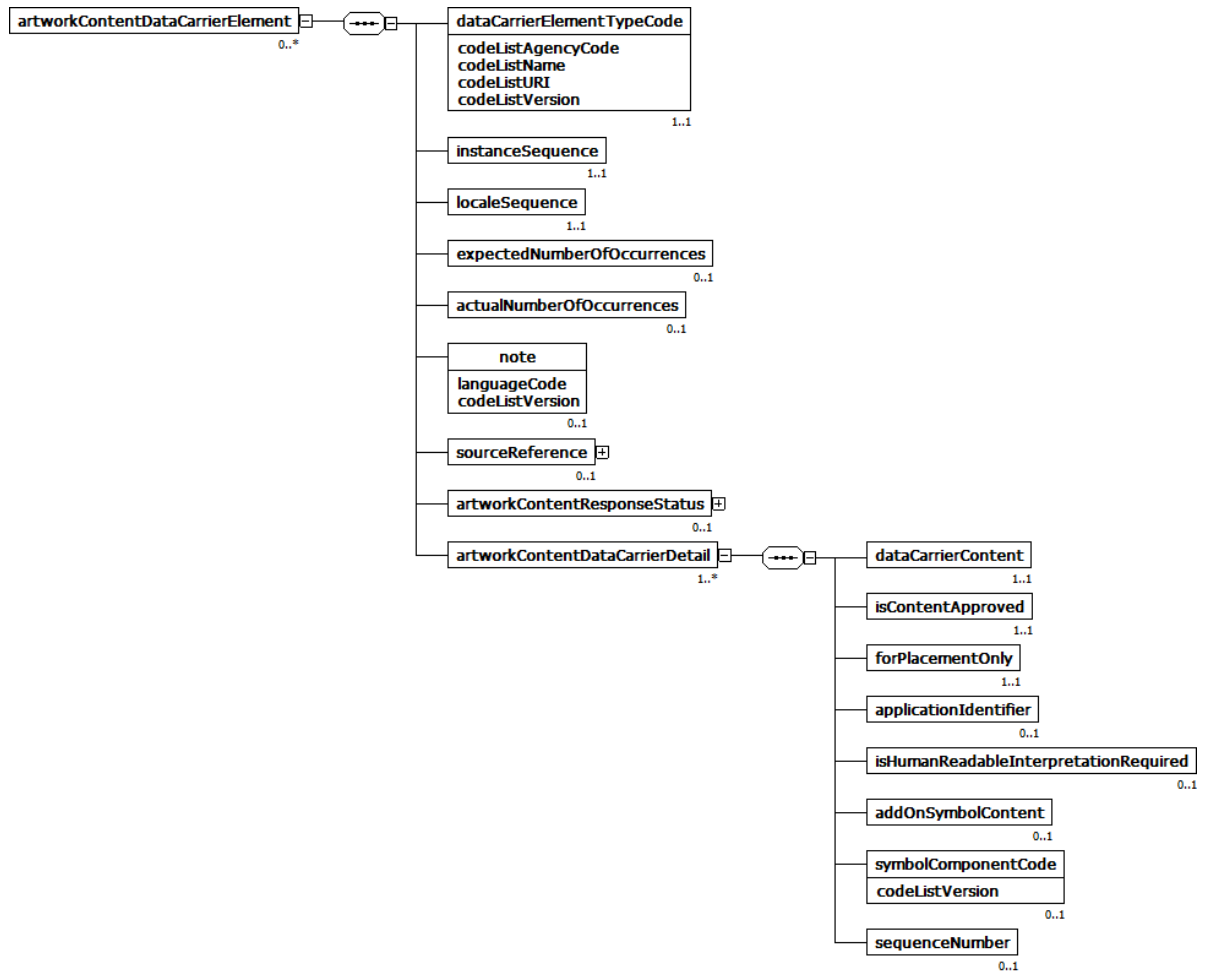 artworkContentDataCarrierElement
0..*
dataCarrierElementTypeCode
codeListAgencyCode
codeListName
codeListURI
codeListVersion
1..1
instanceSequence
1..1
localeSequence
1..1
expectedNumberOfOccurrences
0..1
actualNumberOfOccurrences
0..1
note
languageCode
codeListVersion
0..1
sourceReference
0..1
artworkContentResponseStatus
0..1
artworkContentDataCarrierDetail
1..*
dataCarrierContent
1..1
isContentApproved
1..1
forPlacementOnly
1..1
applicationIdentifier
0..1
isHumanReadableInterpretationRequired
0..1
addOnSymbolContent
0..1
symbolComponentCode
codeListVersion
0..1
sequenceNumber
0..1